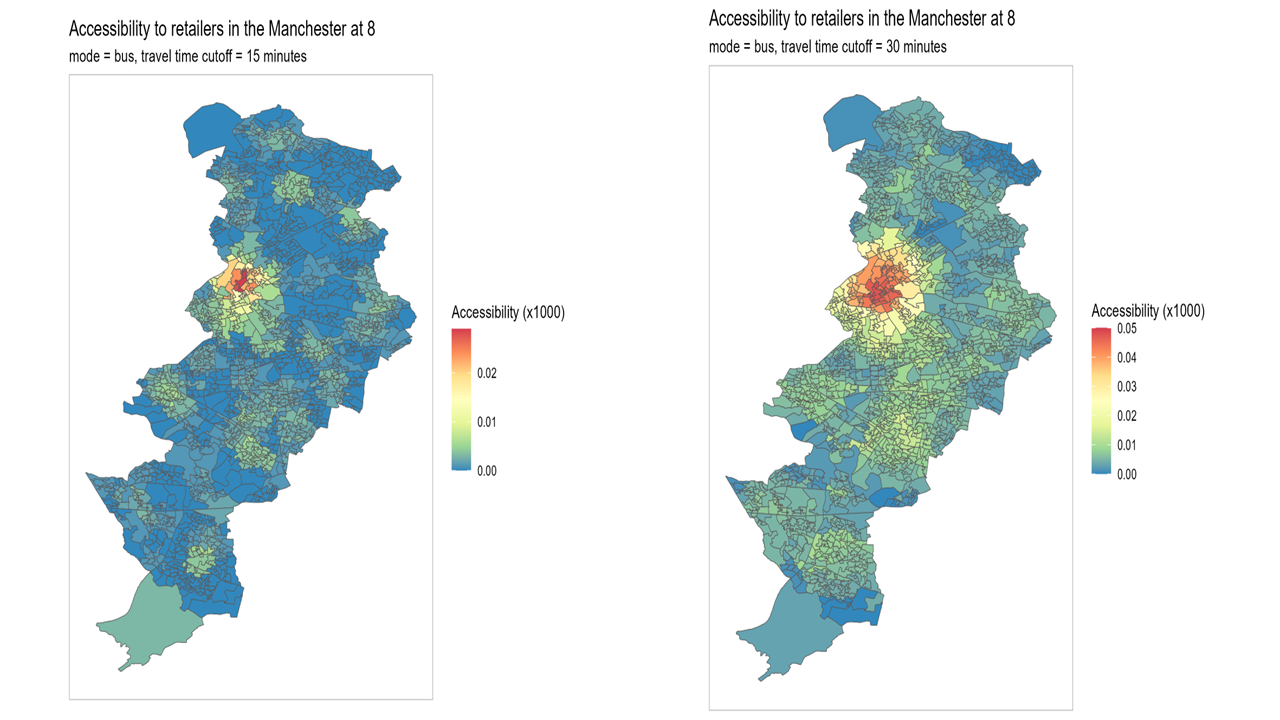 Accessibility to retailers in the Manchester at 8
mode = bus, travel time cutoff = 15 minutes
Accessibility (x1000)
0.02
0.01
0.00
Accessibility to retailers in the Manchester at 8
mode = bus, travel time cutoff = 30 minutes
Accessibility (x1000)
0.05
0.04
0.03
0.02
0.01
0.00